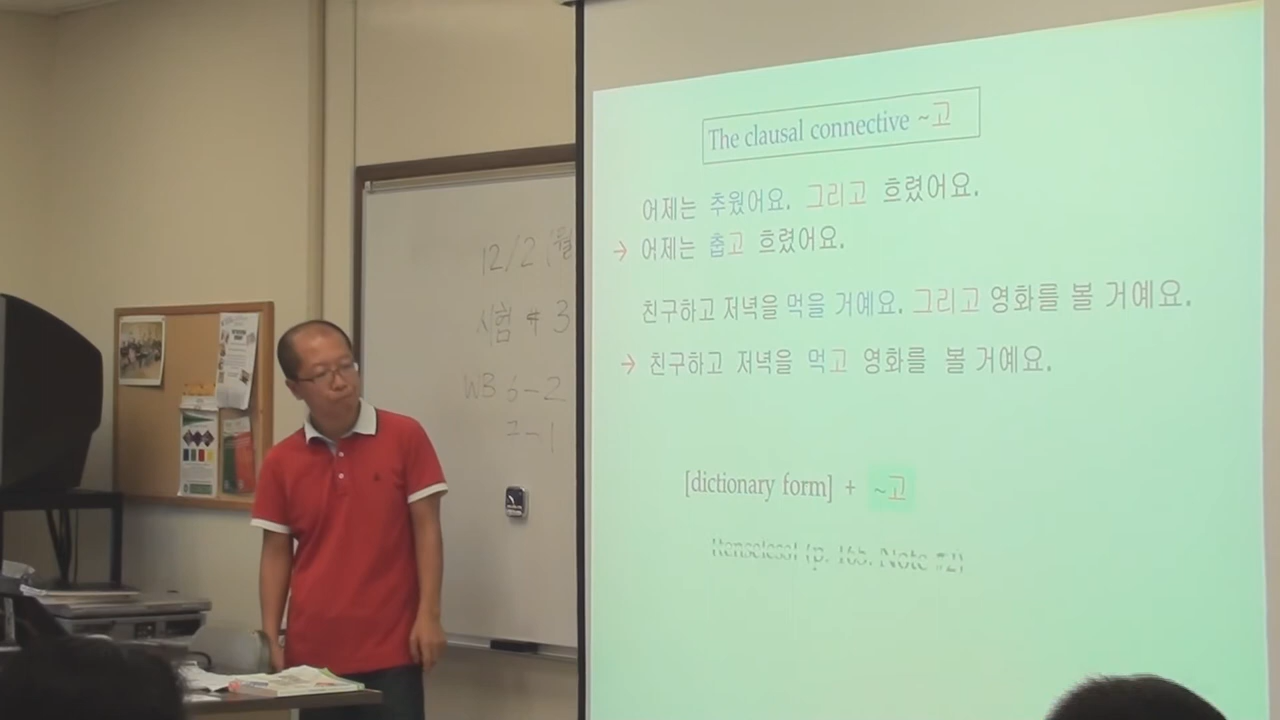 The clausal connective ~고
어제는 추웠어요. 그리고 흐렸어요.
→ 어제는 춥고 흐렸어요.
친구하고 저녁을 먹을 거예요. 그리고 영화를 볼 거예요.
→ 친구하고 저녁을 먹고 영화를 볼 거예요.
[dictionary form] + ~고
12/2 (월
시험 # 3
WB 6-2
7-1